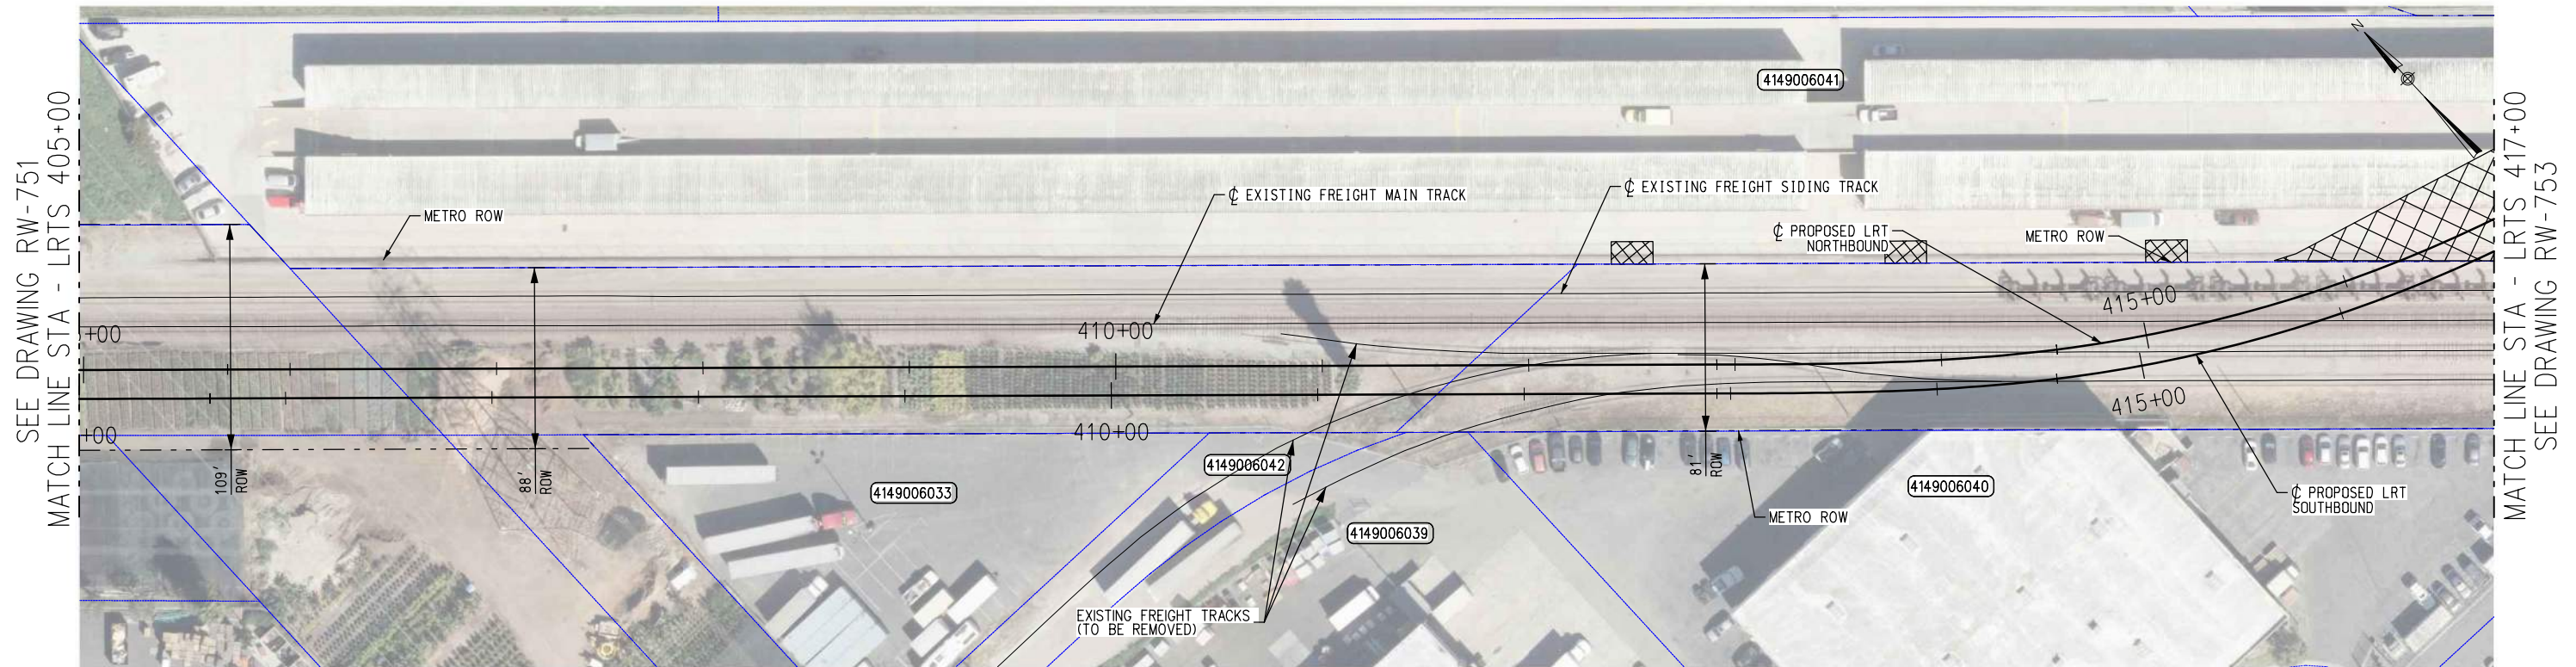 SEE DRAWING RW-751
MATCH LINE STA - LRTS 405+00
N
4149006041
METRO ROW
℄ EXISTING FREIGHT MAIN TRACK
℄ EXISTING FREIGHT SIDING TRACK
℄ PROPOSED LRT
NORTHBOUND
METRO ROW
415+00
+00
410+00
415+00
+00
410+00
109'
ROW
88'
ROW
81'
ROW
4149006042
4149006033
4149006040
4149006039
METRO ROW
℄ PROPOSED LRT
SOUTHBOUND
EXISTING FREIGHT TRACKS
(TO BE REMOVED)
MATCH LINE STA - LRTS 417+00
SEE DRAWING RW-753